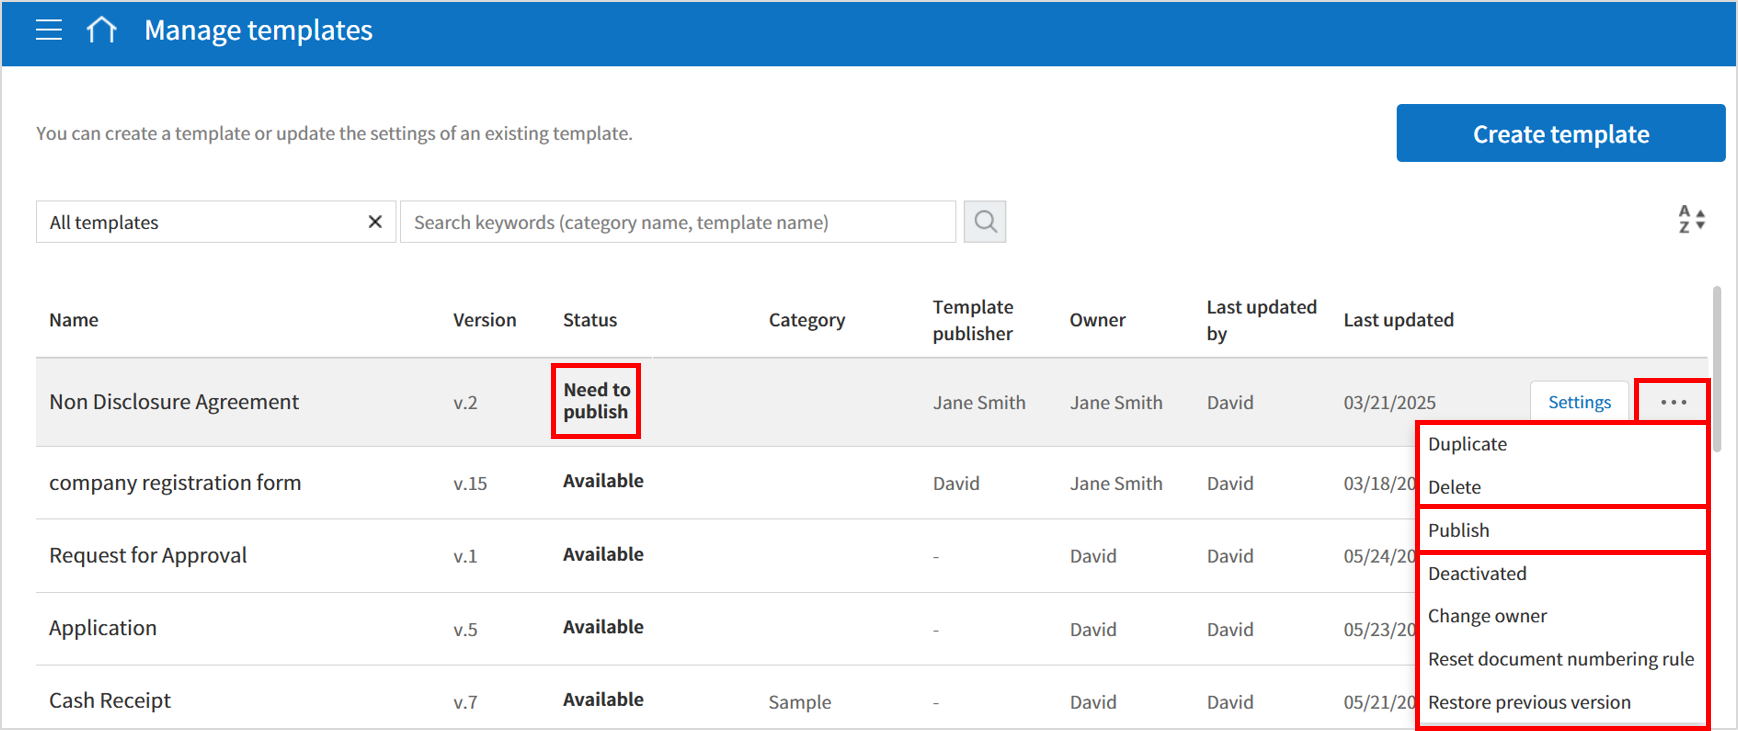 Manage templates
You can create a template or update the settings of an existing template.
Create template
All templates
Search keywords (category name, template name)
A
Z
Name Version Status Category Template publisher Owner Last updated by Last updated
Non Disclosure Agreement v.2 Need to publish Jane Smith Jane Smith David 03/21/2025 Settings
company registration form v.15 Available David Jane Smith David 03/18/20
Request for Approval v.1 Available - David David 05/24/20
Application v.5 Available - David David 05/23/20
Cash Receipt v.7 Available Sample - David David 05/21/20
Duplicate
Delete
Publish
Deactivated
Change owner
Reset document numbering rule
Restore previous version